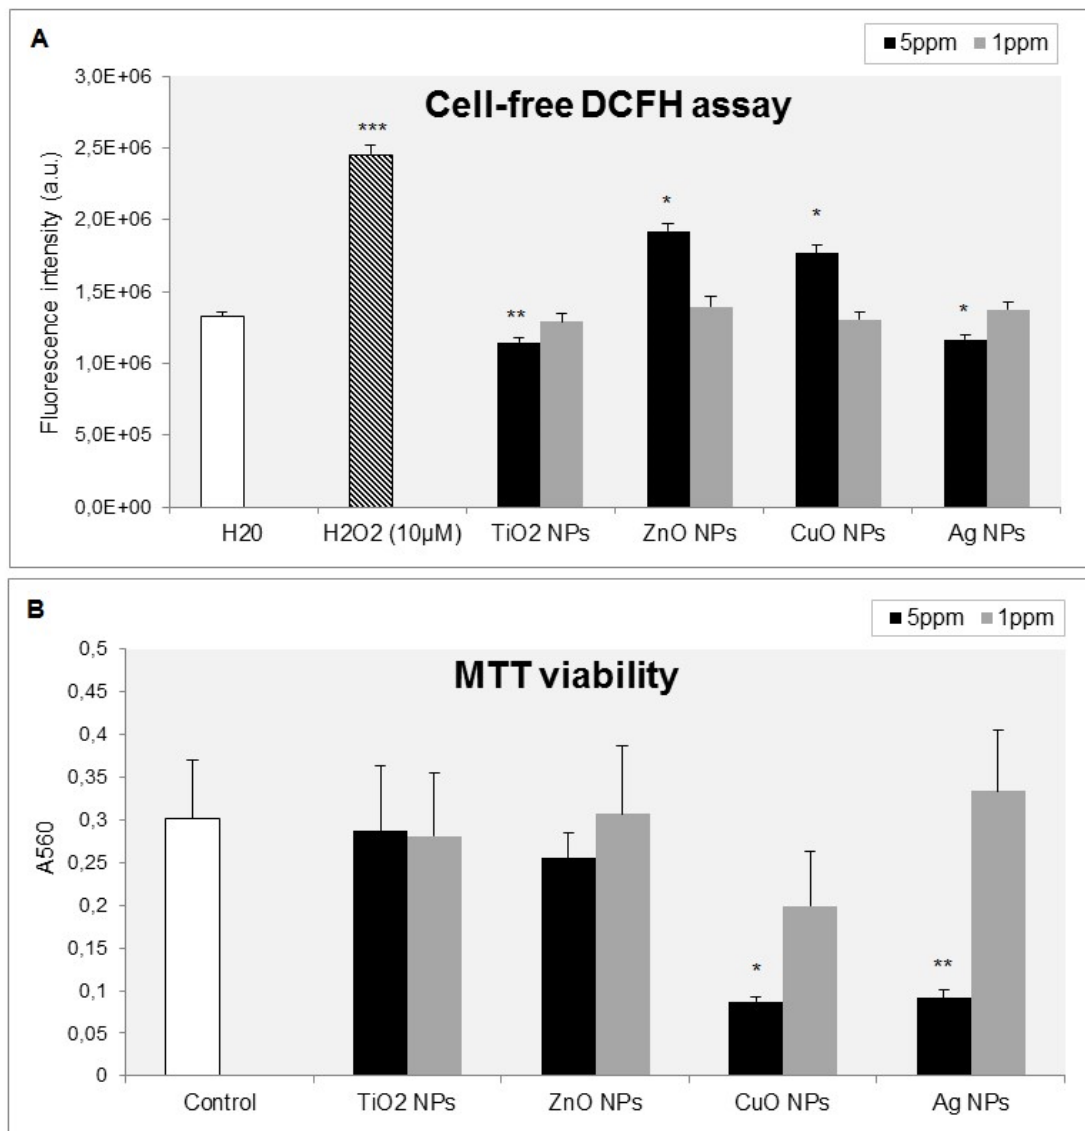 A
5ppm 1ppm
Cell-free DCFH assay
Fluorescence intensity (a.u.)
3,0E+06
2,5E+06
2,0E+06
1,5E+06
1,0E+06
5,0E+05
0,0E+00
***
**
*
*
*
H20 H2O2 (10µM) TiO2 NPs ZnO NPs CuO NPs Ag NPs
B
5ppm 1ppm
MTT viability
A560
0,5
0,45
0,4
0,35
0,3
0,25
0,2
0,15
0,1
0,05
0
*
**
Control TiO2 NPs ZnO NPs CuO NPs Ag NPs